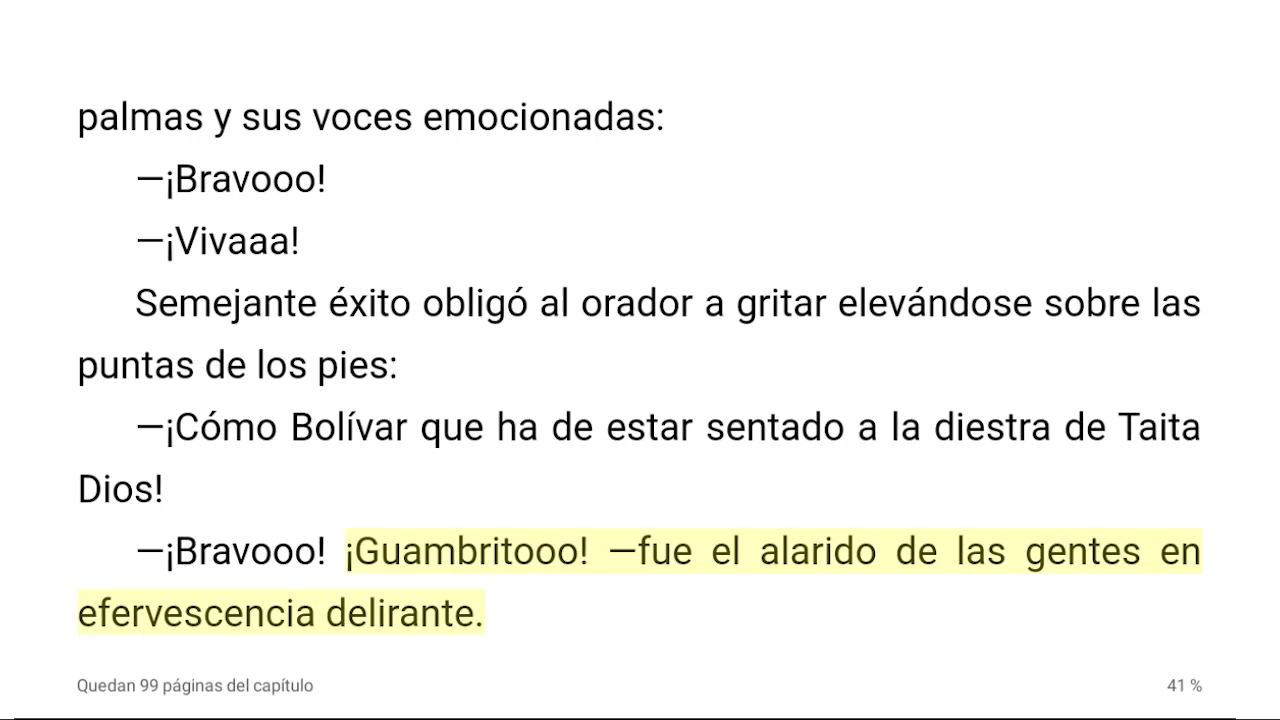 palmas y sus voces emocionadas:
—¡Bravooo!
—¡Vivaaa!
Semejante éxito obligó al orador a gritar elevándose sobre las
puntas de los pies:
—¡Cómo Bolívar que ha de estar sentado a la diestra de Taita
Dios!
—¡Bravooo! ¡Guambritooo! —fue el alarido de las gentes en
efervescencia delirante.
Quedan 99 páginas del capítulo
41 %